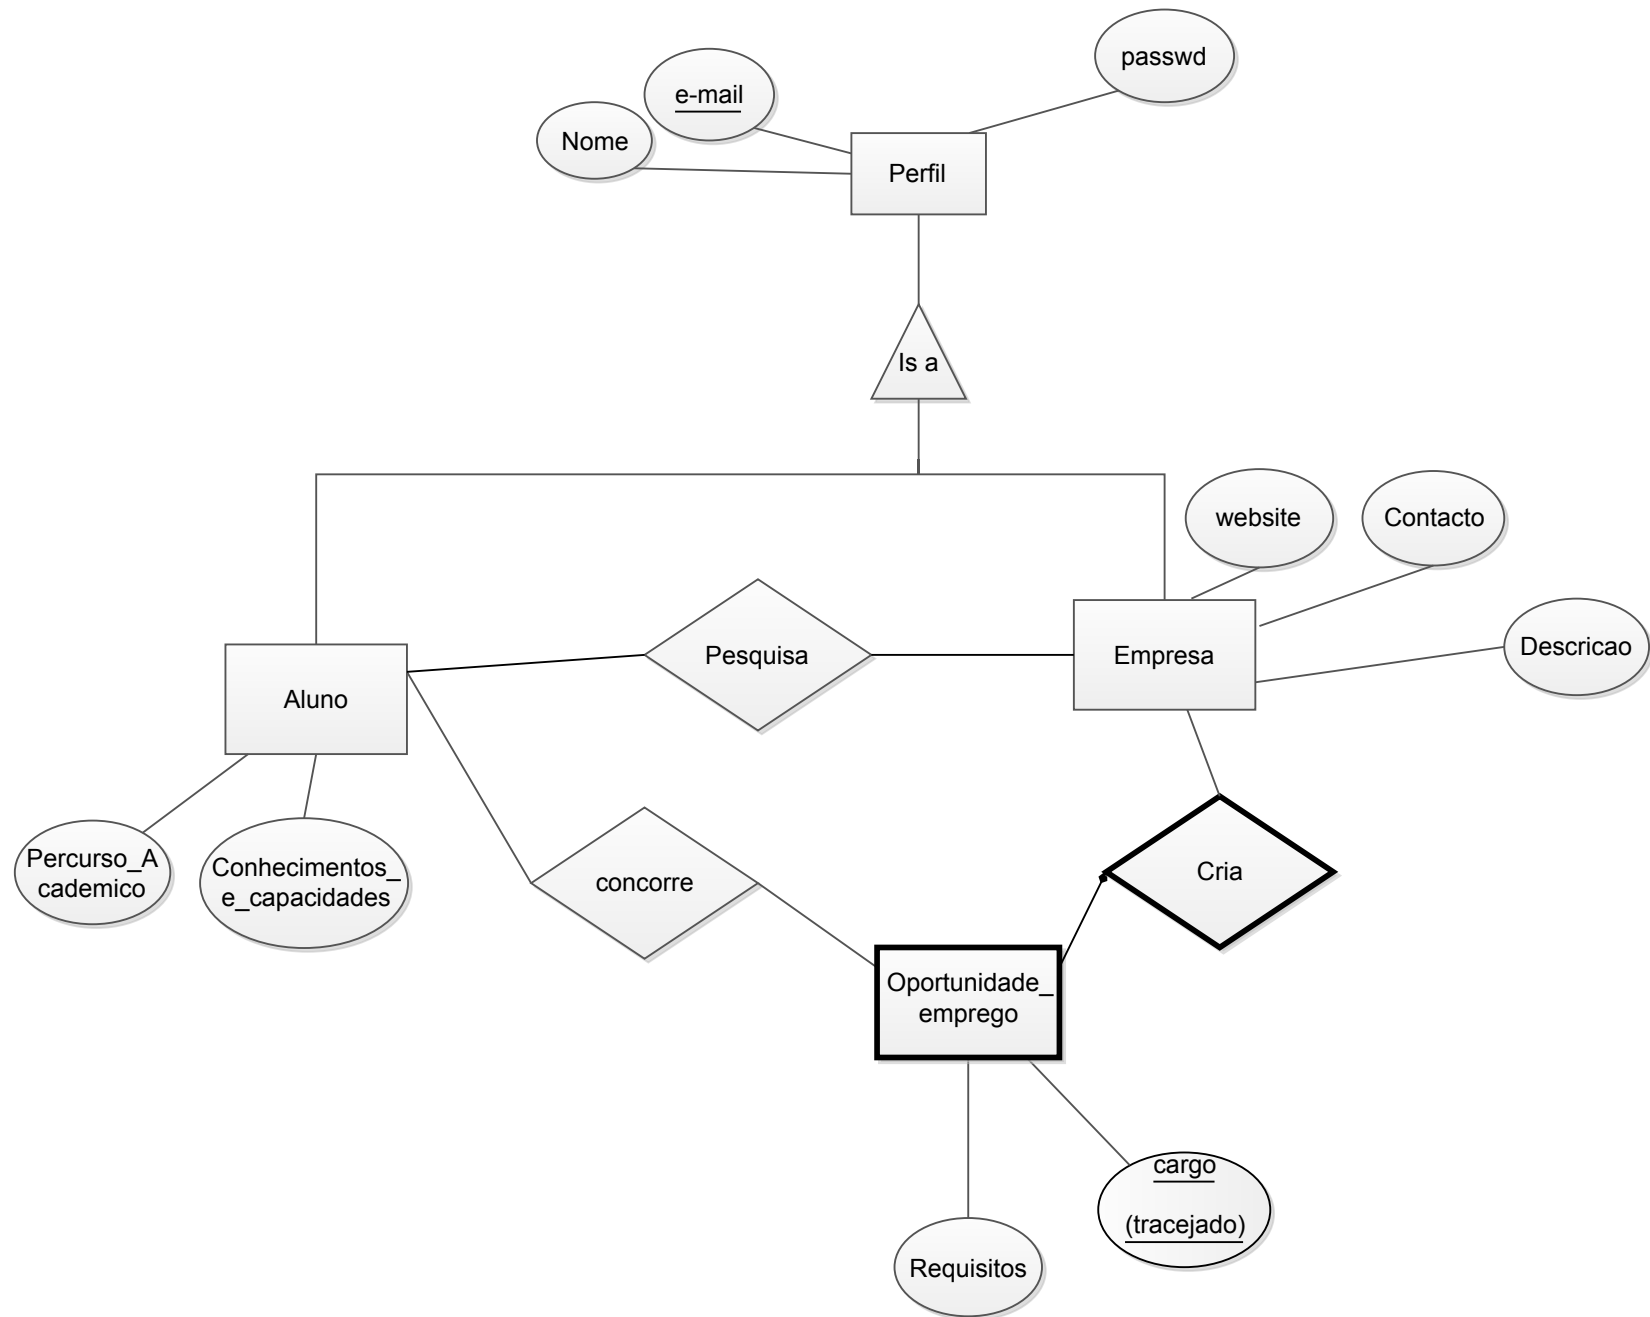 passwd
e-mail
Nome
Perfil
Is a
website
Contacto
Descricao
Pesquisa
Empresa
Aluno
Percurso_A
cademico
Conhecimentos_
e_capacidades
concorre
Cria
Oportunidade_
emprego
cargo
(tracejado)
Requisitos